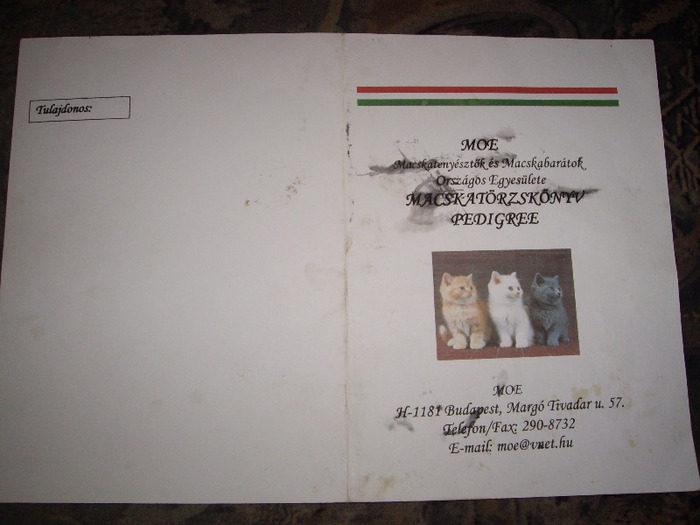 Tulajdonos:
MOE
Macskatenyésztők és Macskabarátok
Országos Egyesülete
MACSKATÖRZSKÖNYV
PEDIGREE
MOE
H-1181 Budapest, Margó Tivadar u. 57.
Telefon/Fax: 290-8732
E-mail: moe@vnet.hu